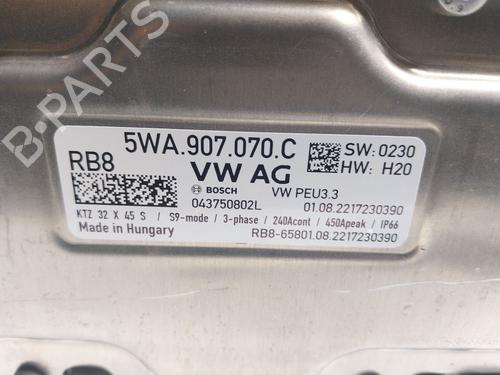 5WA.907.070.C
SW: 0230
RB8
VW AG
HW: H20
BOSCH
VW PEU3.3
043750802L
01.08.2217230390
KTZ 32 X 45 S / S9-mode / 3-phase / 240Acont / 450Apeak / IP66
Made in Hungary
RB8-65801.08.2217230390
B-PARTS